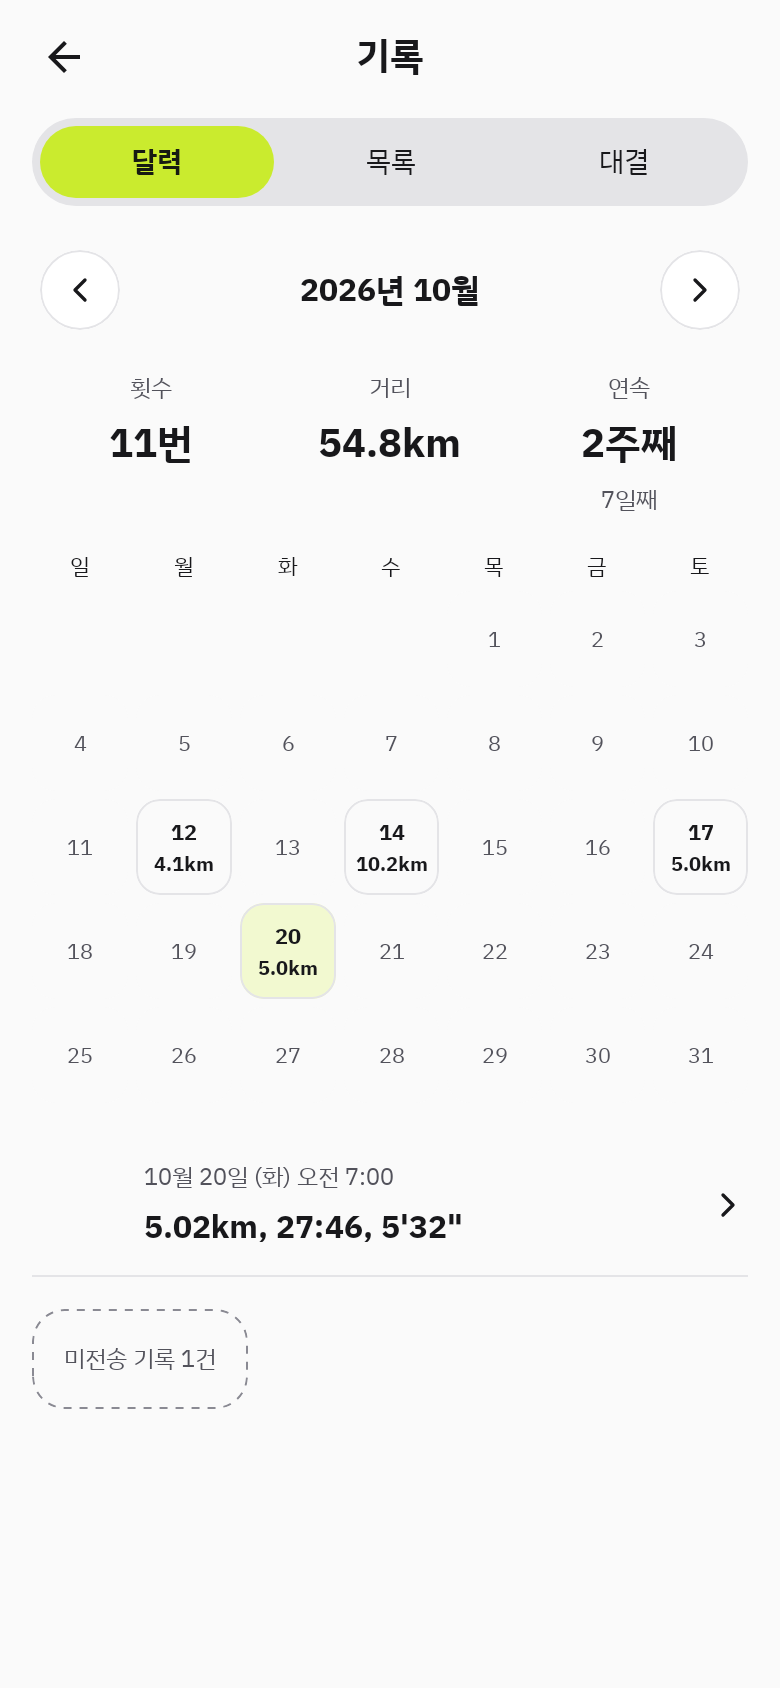 기록
달력 목록 대결
2026년 10월
횟수 거리 연속
11번 54.8km 2주째
7일째
일 월 화 수 목 금 토
1 2 3
4 5 6 7 8 9 10
11 12 13 14 15 16 17
4.1km 10.2km 5.0km
18 19 20 21 22 23 24
5.0km
25 26 27 28 29 30 31
10월 20일 (화) 오전 7:00
5.02km, 27:46, 5'32"
미전송 기록 1건